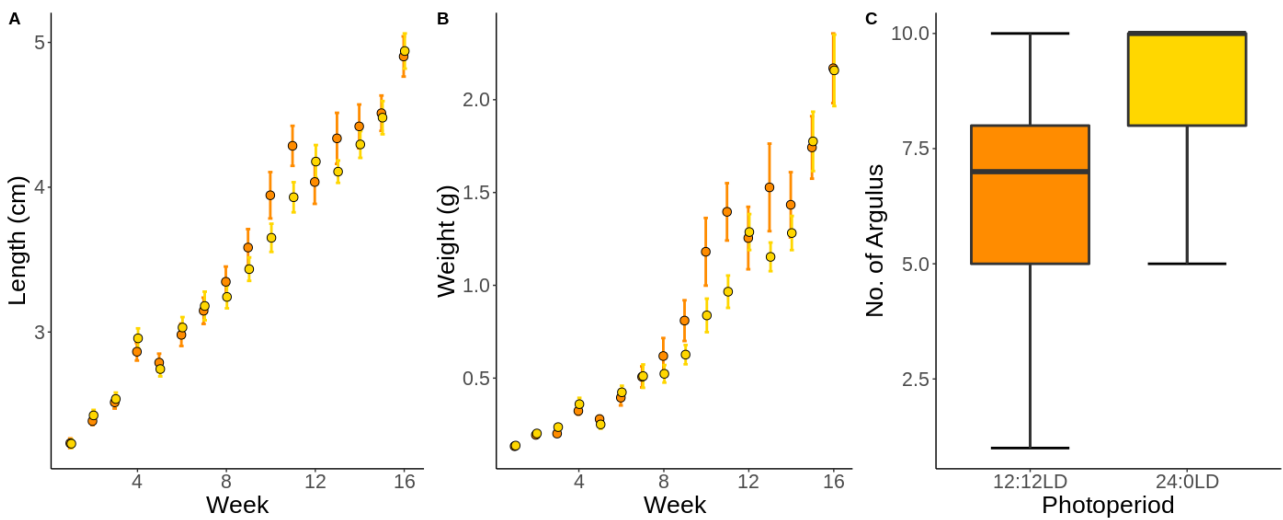 A
Length (cm)
5
4
3
4 8 12 16
Week
B
Weight (g)
2.0
1.5
1.0
0.5
4 8 12 16
Week
C
No. of Argulus
10.0
7.5
5.0
2.5
12:12LD 24:0LD
Photoperiod